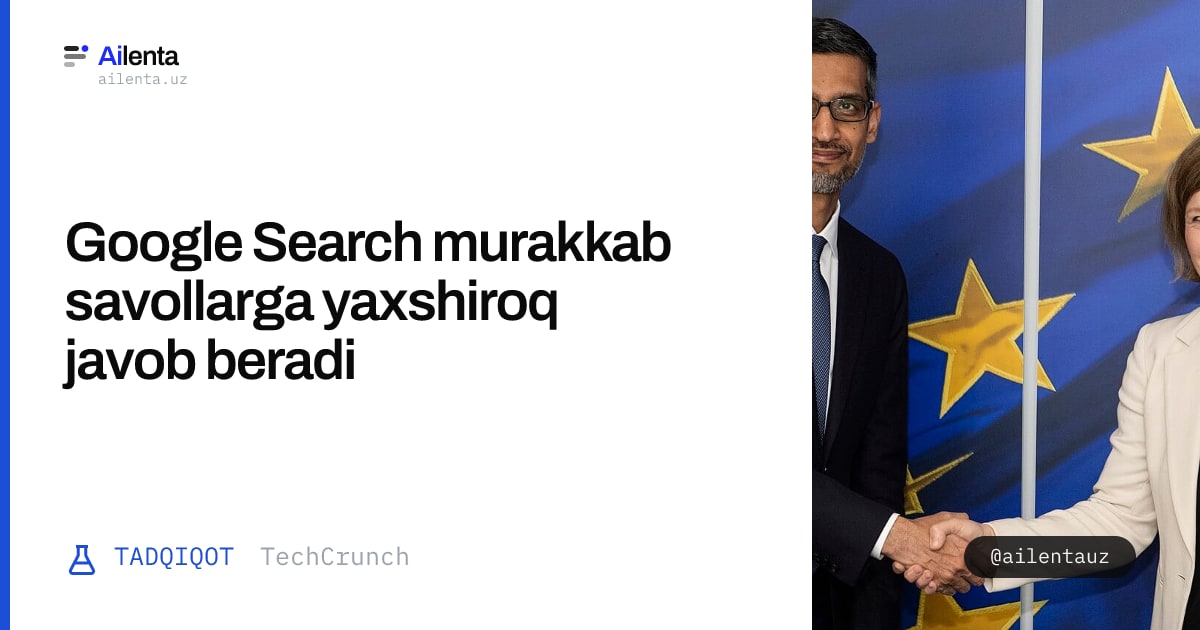 Ailenta
ailenta.uz
Google Search murakkab
savollarga yaxshiroq
javob beradi
TADQIQOT TechCrunch
@ailentauz